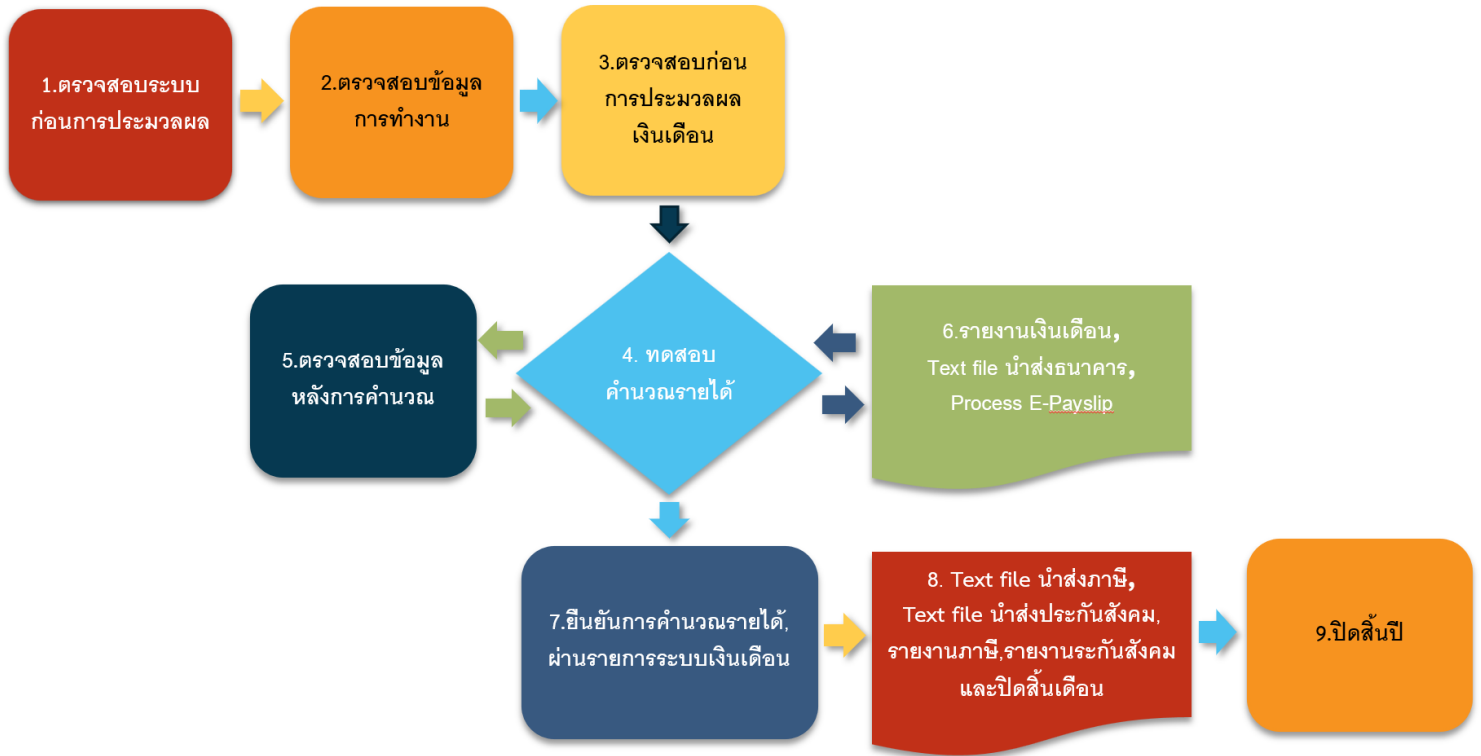 1.ตรวจสอบระบบ
ก่อนการประมวลผล
2.ตรวจสอบข้อมูล
การทำงาน
3.ตรวจสอบก่อน
การประมวลผล
เงินเดือน
4. ทดสอบ
คำนวณรายได้
5.ตรวจสอบข้อมูล
หลังการคำนวณ
6.รายงานเงินเดือน,
Text file นำส่งธนาคาร,
Process E-Payslip
7.ยืนยันการคำนวณรายได้,
ผ่านรายการระบบเงินเดือน
8. Text file นำส่งภาษี,
Text file นำส่งประกันสังคม,
รายงานภาษี,รายงานระกันสังคม
และปิดสิ้นเดือน
9.ปิดสิ้นปี